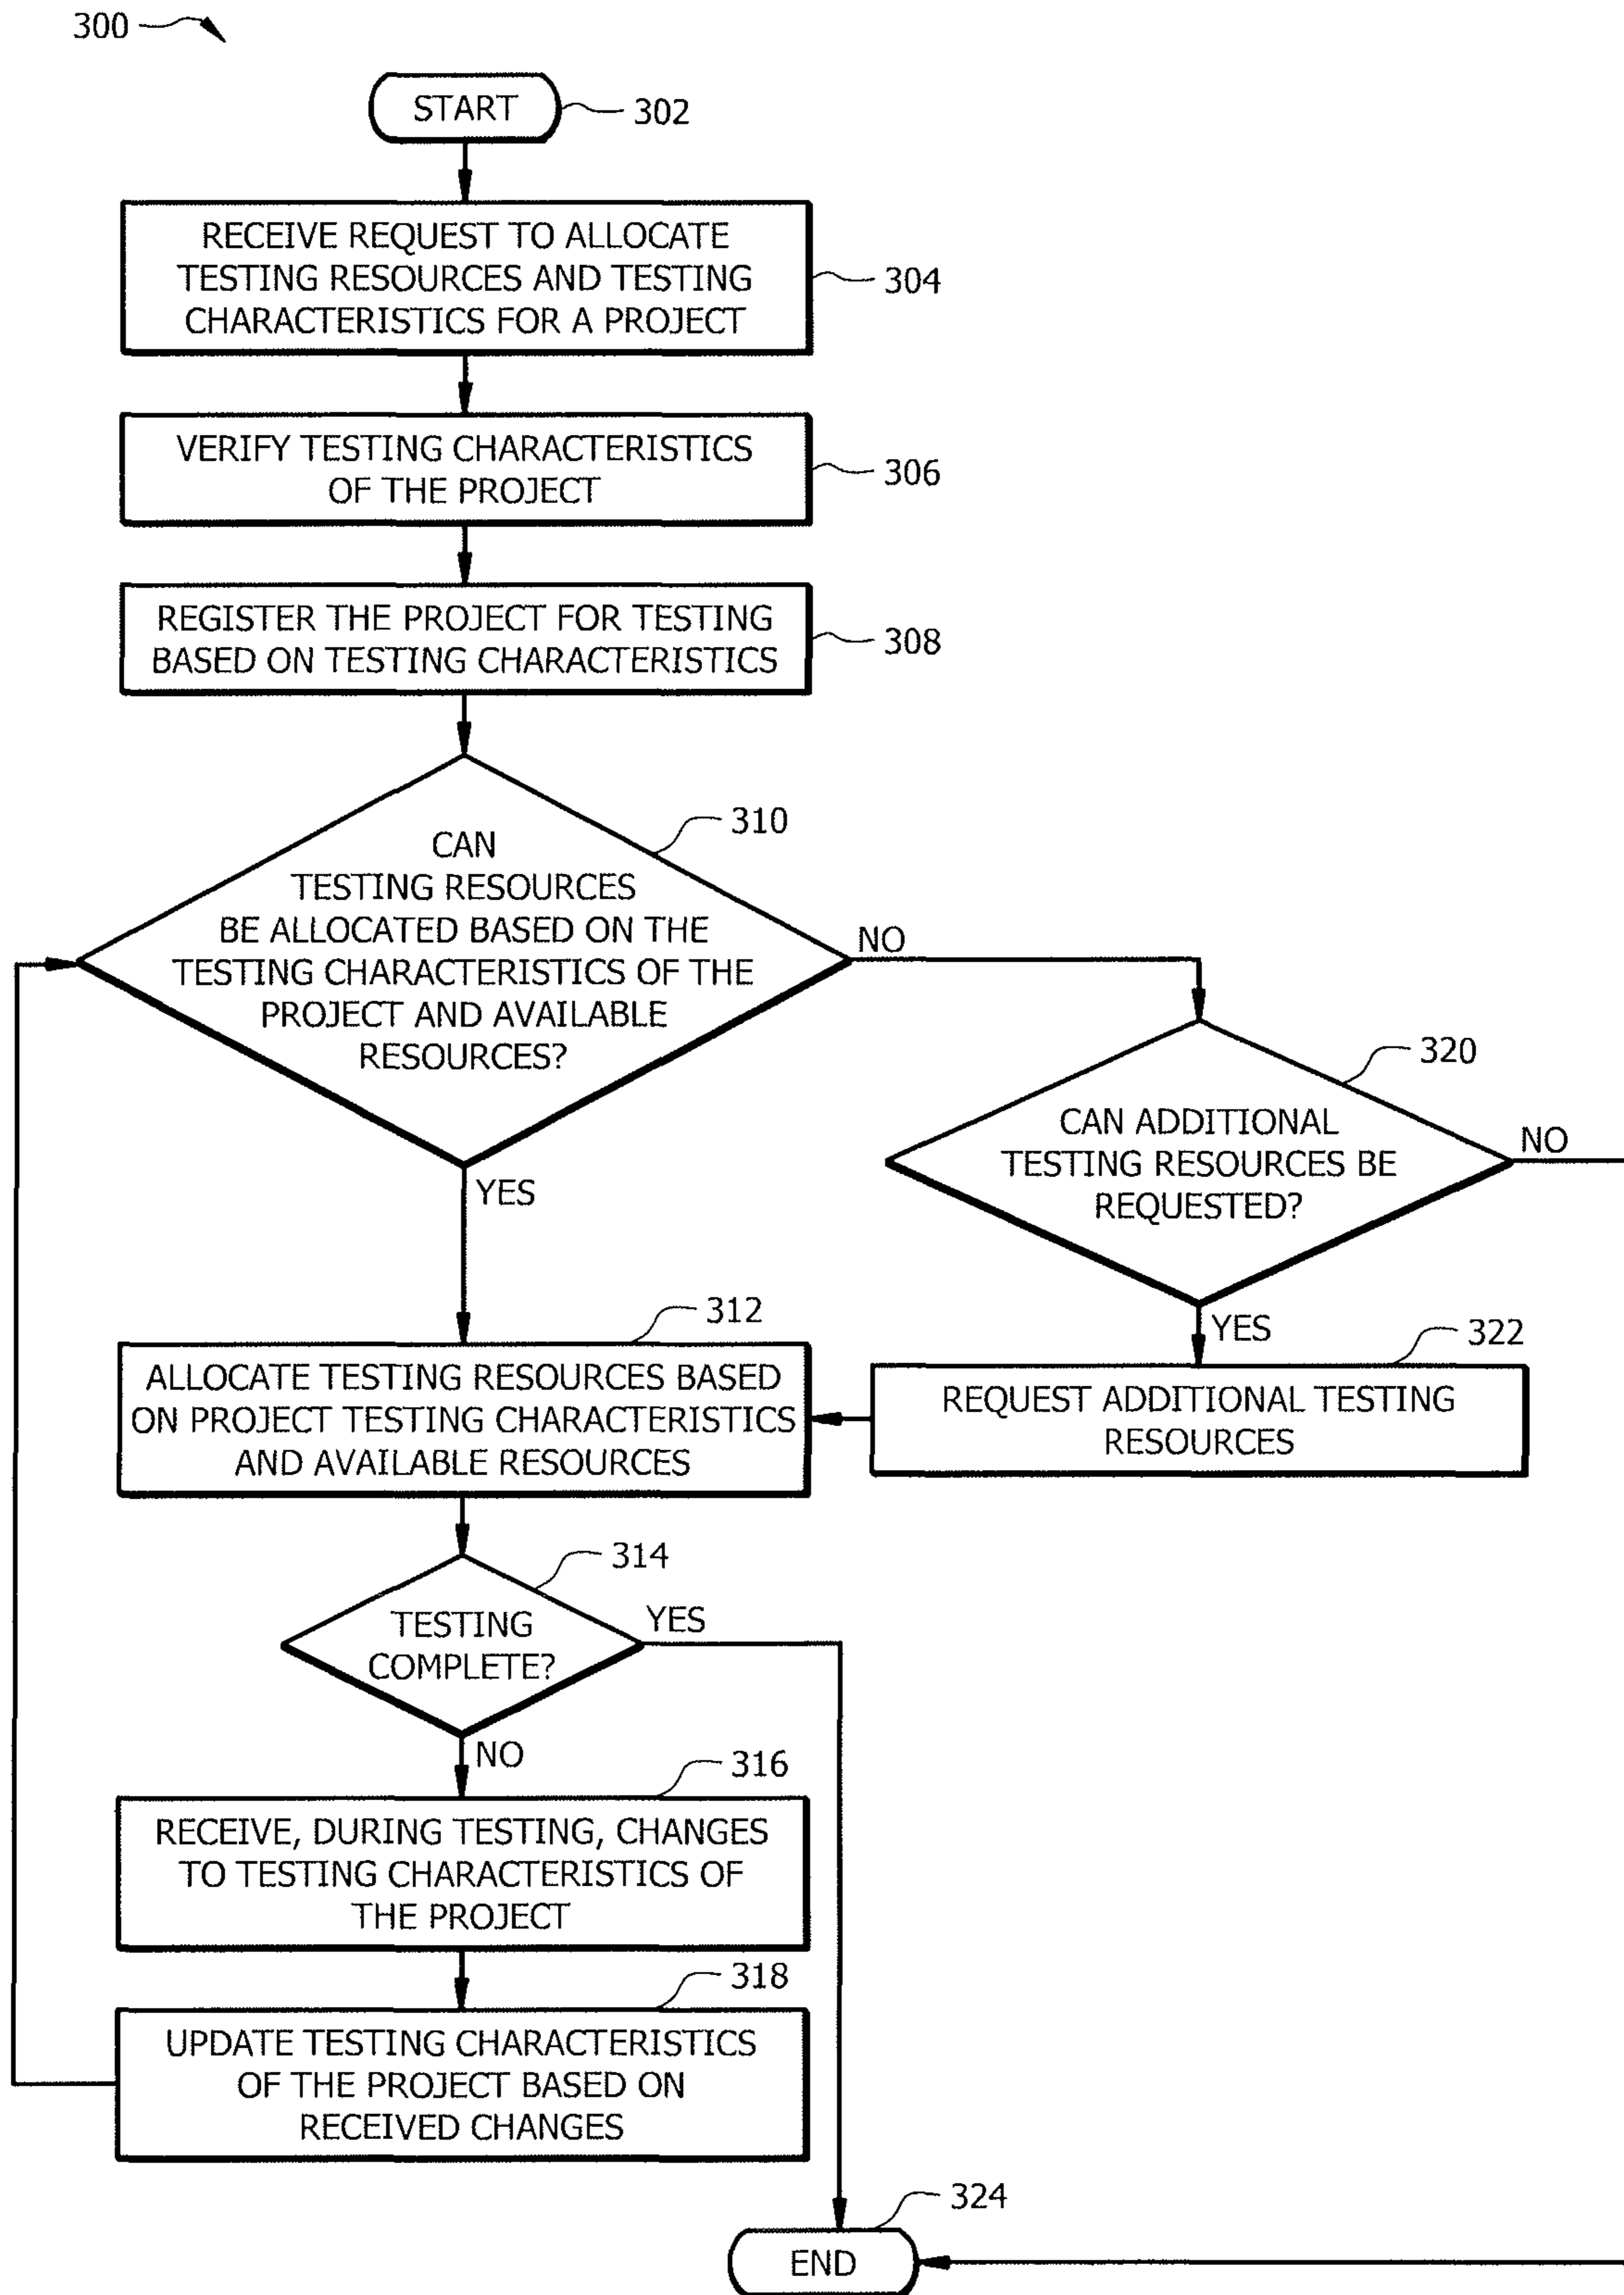 300
START
302
RECEIVE REQUEST TO ALLOCATE
TESTING RESOURCES AND TESTING
CHARACTERISTICS FOR A PROJECT
304
VERIFY TESTING CHARACTERISTICS
OF THE PROJECT
306
REGISTER THE PROJECT FOR TESTING
BASED ON TESTING CHARACTERISTICS
308
310
CAN
TESTING RESOURCES
BE ALLOCATED BASED ON THE
TESTING CHARACTERISTICS OF THE
PROJECT AND AVAILABLE
RESOURCES?
NO
YES
320
CAN ADDITIONAL
TESTING RESOURCES BE
REQUESTED?
NO
YES
322
REQUEST ADDITIONAL TESTING
RESOURCES
312
ALLOCATE TESTING RESOURCES BASED
ON PROJECT TESTING CHARACTERISTICS
AND AVAILABLE RESOURCES
314
TESTING
COMPLETE?
YES
NO
316
RECEIVE, DURING TESTING, CHANGES
TO TESTING CHARACTERISTICS OF
THE PROJECT
318
UPDATE TESTING CHARACTERISTICS
OF THE PROJECT BASED ON
RECEIVED CHANGES
324
END